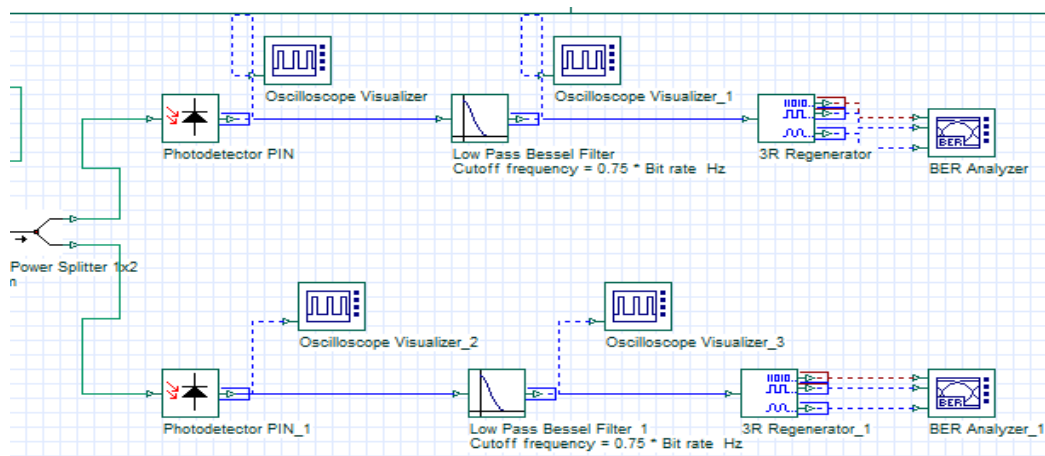 Oscilloscope Visualizer
Oscilloscope Visualizer_1
Photodetector PIN
Low Pass Bessel Filter
Cutoff frequency = 0.75 * Bit rate Hz
3R Regenerator
BER
BER Analyzer
Power Splitter 1x2
m
Oscilloscope Visualizer_2
Oscilloscope Visualizer_3
Photodetector PIN_1
Low Pass Bessel Filter_1
Cutoff frequency = 0.75 * Bit rate Hz
3R Regenerator_1
BER
BER Analyzer_1